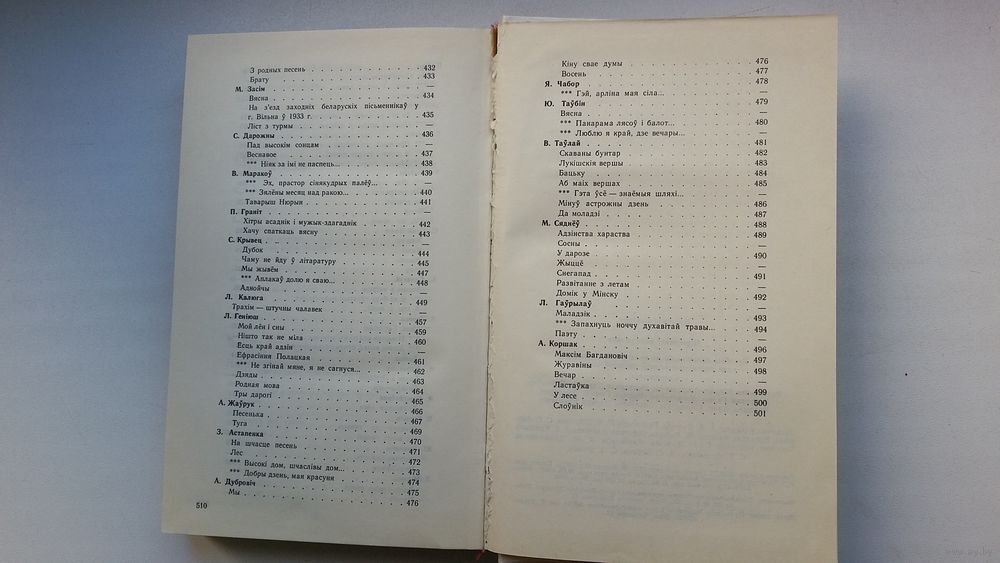 З родных песень . . . 432
Брату . . . 433
М. Засім . . . —
Вясна . . . 434
На з'езд заходніх беларускіх пісьменнікаў у
г. Вільна ў 1933 г. . . . 435
Ліст з турмы . . . —
С. Дарожны . . . 436
Пад высокім сонцам . . . —
Веснавое . . . 437
*** Ніяк за імі не паспець... . . . 438
В. Маракоў . . . 439
*** Эх, прастор сінякудрых палёў... . . . —
*** Зялёны месяц над ракою... . . . 440
Таварыш Нюрын . . . 441
П. Граніт . . . —
Хітры асаднік і мужык-здагаднік . . . 442
Хачу спаткаць вясну . . . 443
С. Крывец . . . —
Дубок . . . 444
Чаму не йду ў літаратуру . . . 445
Мы жывём . . . 447
*** Аплакаў долю я сваю... . . . 448
Аднойчы . . . —
Л. Калюга . . . 449
Трахім — штучны чалавек . . . —
Л. Геніюш . . . 457
Мой лён і сны . . . 459
Нішто так не міла . . . 460
Ёсць край адзін . . . —
Ефрасіння Полацкая . . . 461
*** Не згінай мяне, я не сагнуся... . . . 462
Дзяды . . . 463
Родная мова . . . 464
Тры дарогі . . . 465
А. Жаўрук . . . 466
Песенька . . . 467
Туга . . . 469
З. Астапенка . . . 470
На шчасце песень . . . 471
Лес . . . 472
*** Высокі дом, шчаслівы дом... . . . 473
*** Добры дзень, мая красуня . . . 474
А. Дубровіч . . . 475
Мы . . . 476
510
Кіну свае думы . . . 476
Восень . . . 477
Я. Чабор . . . 478
*** Гэй, арліна мая сіла... . . . —
Ю. Таўбін . . . 479
Вясна . . . —
*** Панарама лясоў і балот... . . . 480
*** Люблю я край, дзе вечары... . . . —
В. Таўлай . . . 481
Скаваны бунтар . . . 482
Лукішскія вершы . . . 483
Бацьку . . . 484
Аб маіх вершах . . . 485
*** Гэта ўсё — знаёмыя шляхі... . . . —
Мінуў астрожны дзень . . . 486
Да моладзі . . . 487
М. Сяднёў . . . 488
Адзінства хараства . . . 489
Сосны . . . —
У дарозе . . . 490
Жыццё . . . —
Снегапад . . . 491
Развітанне з летам . . . —
Домік у Мінску . . . 492
Л. Гаўрылаў . . . —
Маладзік . . . 493
*** Запахнуць ноччу духавітай травы... . . . 494
Паэту . . . —
А. Коршак . . . 496
Максім Багдановіч . . . 497
Журавіны . . . 498
Вечар . . . —
Ластаўка . . . 499
У лесе . . . 500
Слоўнік . . . 501
www.ay.by